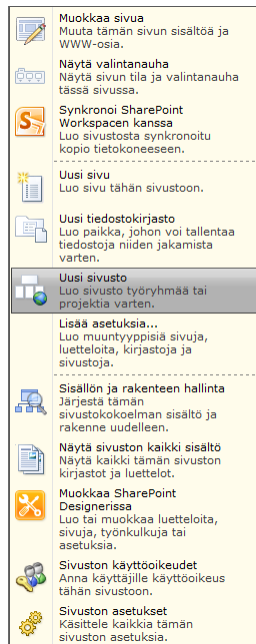 Muokkaa sivua
Muuta tämän sivun sisältöä ja
WWW-osia.
Näytä valintanauha
Näytä sivun tila ja valintanauha
tässä sivussa.
Synkronoi SharePoint
Workspacen kanssa
Luo sivustosta synkronoitu
kopio tietokoneeseen.
Uusi sivu
Luo sivu tähän sivustoon.
Uusi tiedostokirjasto
Luo paikka, johon voi tallentaa
tiedostoja niiden jakamista
varten.
Uusi sivusto
Luo sivusto työryhmää tai
projektia varten.
Lisää asetuksia...
Luo muuntyyppisiä sivuja,
luetteloita, kirjastoja ja
sivustoja.
Sisällön ja rakenteen hallinta
Järjestä tämän
sivustokokoelman sisältö ja
rakenne uudelleen.
Näytä sivuston kaikki sisältö
Näytä kaikki tämän sivuston
kirjastot ja luettelot.
Muokkaa SharePoint
Designerissa
Luo tai muokkaa luetteloita,
sivuja, työnkulkuja tai
asetuksia.
Sivuston käyttöoikeudet
Anna käyttäjille käyttöoikeus
tähän sivustoon.
Sivuston asetukset
Käsittele kaikkia tämän
sivuston asetuksia.